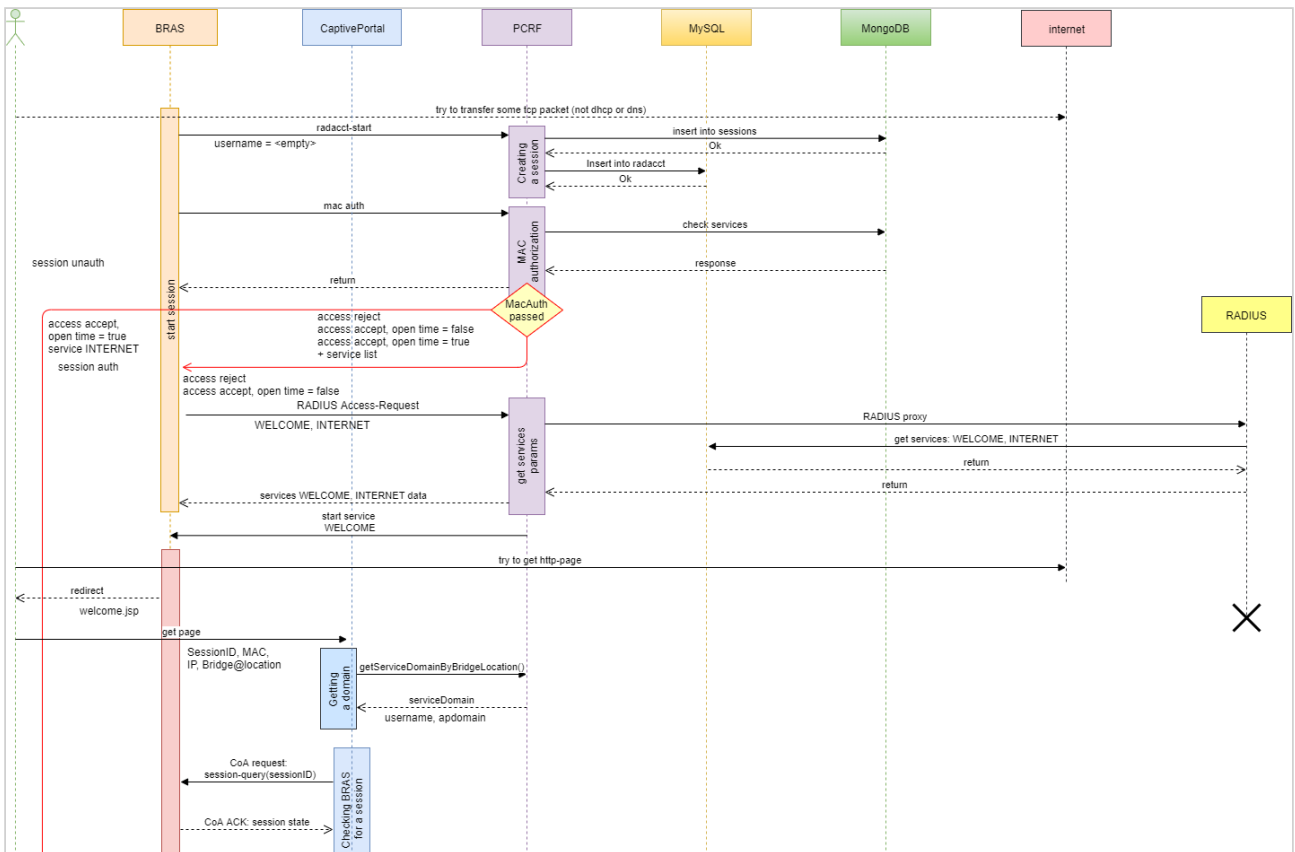 BRAS
CaptivePortal
PCRF
MySQL
MongoDB
internet
try to transfer some tcp packet (not dhcp or dns)
radacct-start
username = <empty>
Creating
a session
insert into sessions
Ok
Insert into radacct
Ok
mac auth
MAC
authorization
check services
response
session unauth
return
start session
MacAuth
passed
RADIUS
access accept,
open time = true
service INTERNET
session auth
access reject
access accept, open time = false
access accept, open time = true
+ service list
access reject
access accept, open time = false
RADIUS Access-Request
WELCOME, INTERNET
get services
params
RADIUS proxy
get services: WELCOME, INTERNET
return
return
services WELCOME, INTERNET data
start service
WELCOME
try to get http-page
redirect
welcome.jsp
get page
SessionID, MAC,
IP, Bridge@location
Getting
a domain
getServiceDomainByBridgeLocation()
serviceDomain
username, apdomain
CoA request:
session-query(sessionID)
Checking BRAS
for a session
CoA ACK: session state